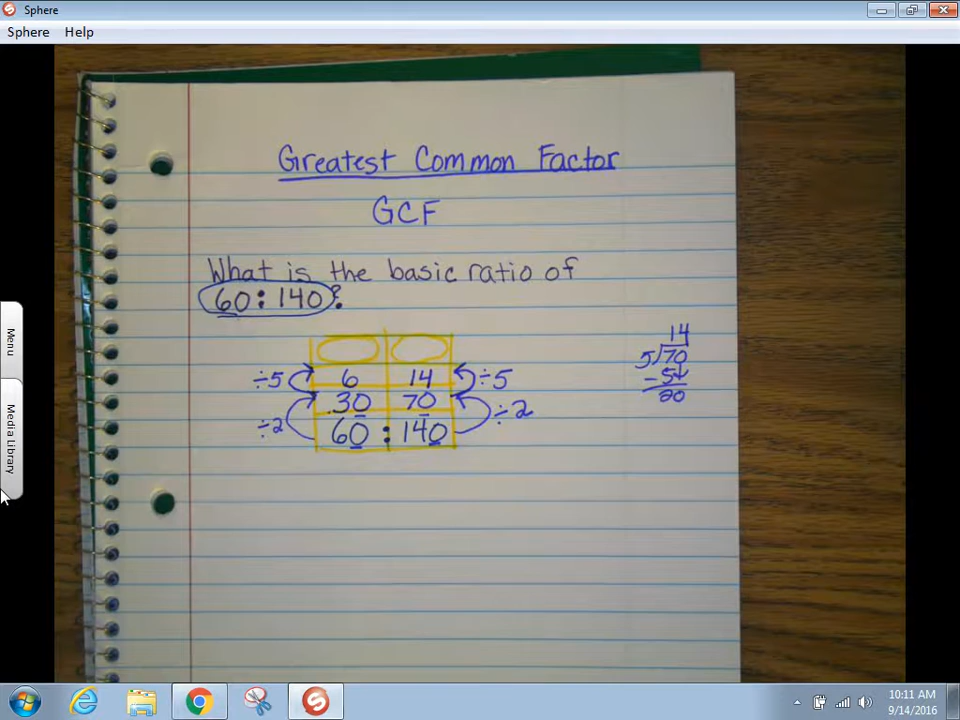 Sphere
Sphere Help
Greatest Common Factor
GCF
What is the basic ratio of
60:140?
14
5)70
÷5 6 14 ÷5
-5↓
30 70
20
÷2 60:140 ÷2
Menu
Media Library
10:11 AM
9/14/2016